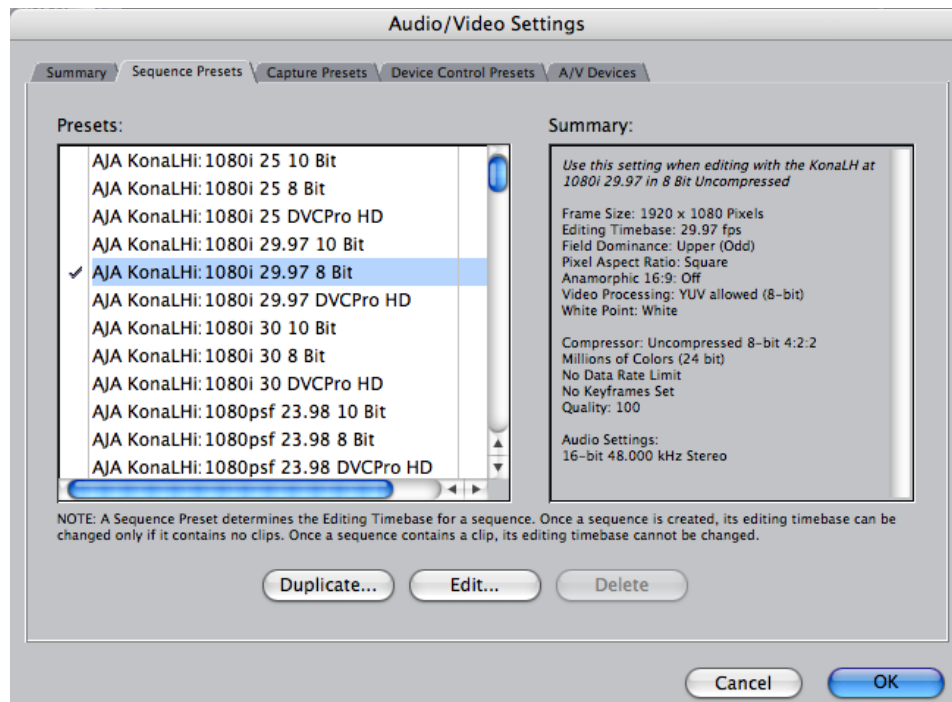 Audio/Video Settings
Summary
Sequence Presets
Capture Presets
Device Control Presets
A/V Devices
Presets:
AJA KonaLHi: 1080i 25 10 Bit
AJA KonaLHi: 1080i 25 8 Bit
AJA KonaLHi: 1080i 25 DVCPro HD
AJA KonaLHi: 1080i 29.97 10 Bit
AJA KonaLHi: 1080i 29.97 8 Bit
AJA KonaLHi: 1080i 29.97 DVCPro HD
AJA KonaLHi: 1080i 30 10 Bit
AJA KonaLHi: 1080i 30 8 Bit
AJA KonaLHi: 1080i 30 DVCPro HD
AJA KonaLHi: 1080psf 23.98 10 Bit
AJA KonaLHi: 1080psf 23.98 8 Bit
AJA KonaLHi: 1080psf 23.98 DVCPro HD
Summary:
Use this setting when editing with the KonaLH at
1080i 29.97 in 8 Bit Uncompressed
Frame Size: 1920 x 1080 Pixels
Editing Timebase: 29.97 fps
Field Dominance: Upper (Odd)
Pixel Aspect Ratio: Square
Anamorphic 16:9: Off
Video Processing: YUV allowed (8-bit)
White Point: White
Compressor: Uncompressed 8-bit 4:2:2
Millions of Colors (24 bit)
No Data Rate Limit
No Keyframes Set
Quality: 100
Audio Settings:
16-bit 48.000 kHz Stereo
NOTE: A Sequence Preset determines the Editing Timebase for a sequence. Once a sequence is created, its editing timebase can be
changed only if it contains no clips. Once a sequence contains a clip, its editing timebase cannot be changed.
Duplicate...
Edit...
Delete
Cancel
OK